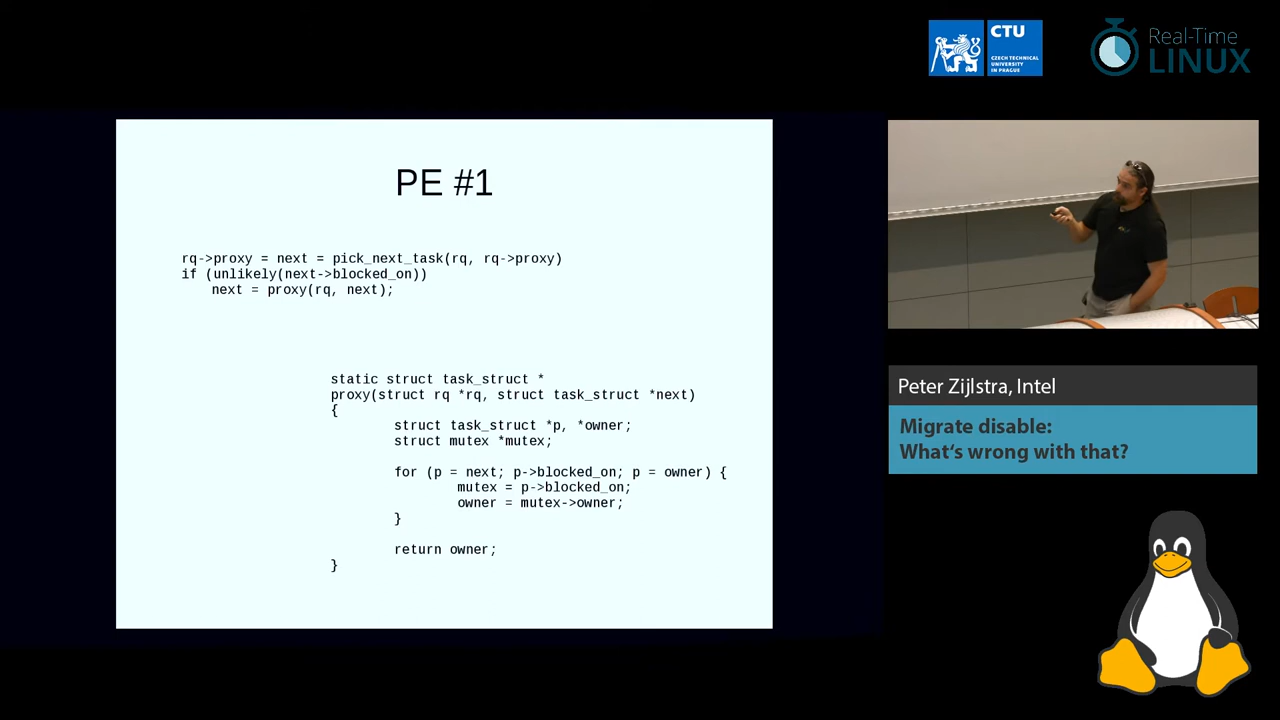 CTU
CZECH TECHNICAL
UNIVERSITY
IN PRAGUE
Real-Time
LINUX
PE #1
rq->proxy = next = pick_next_task(rq, rq->proxy)
if (unlikely(next->blocked_on))
    next = proxy(rq, next);
static struct task_struct *
proxy(struct rq *rq, struct task_struct *next)
{
        struct task_struct *p, *owner;
        struct mutex *mutex;
        for (p = next; p->blocked_on; p = owner) {
                mutex = p->blocked_on;
                owner = mutex->owner;
        }
        return owner;
}
Peter Zijlstra, Intel
Migrate disable:
What's wrong with that?